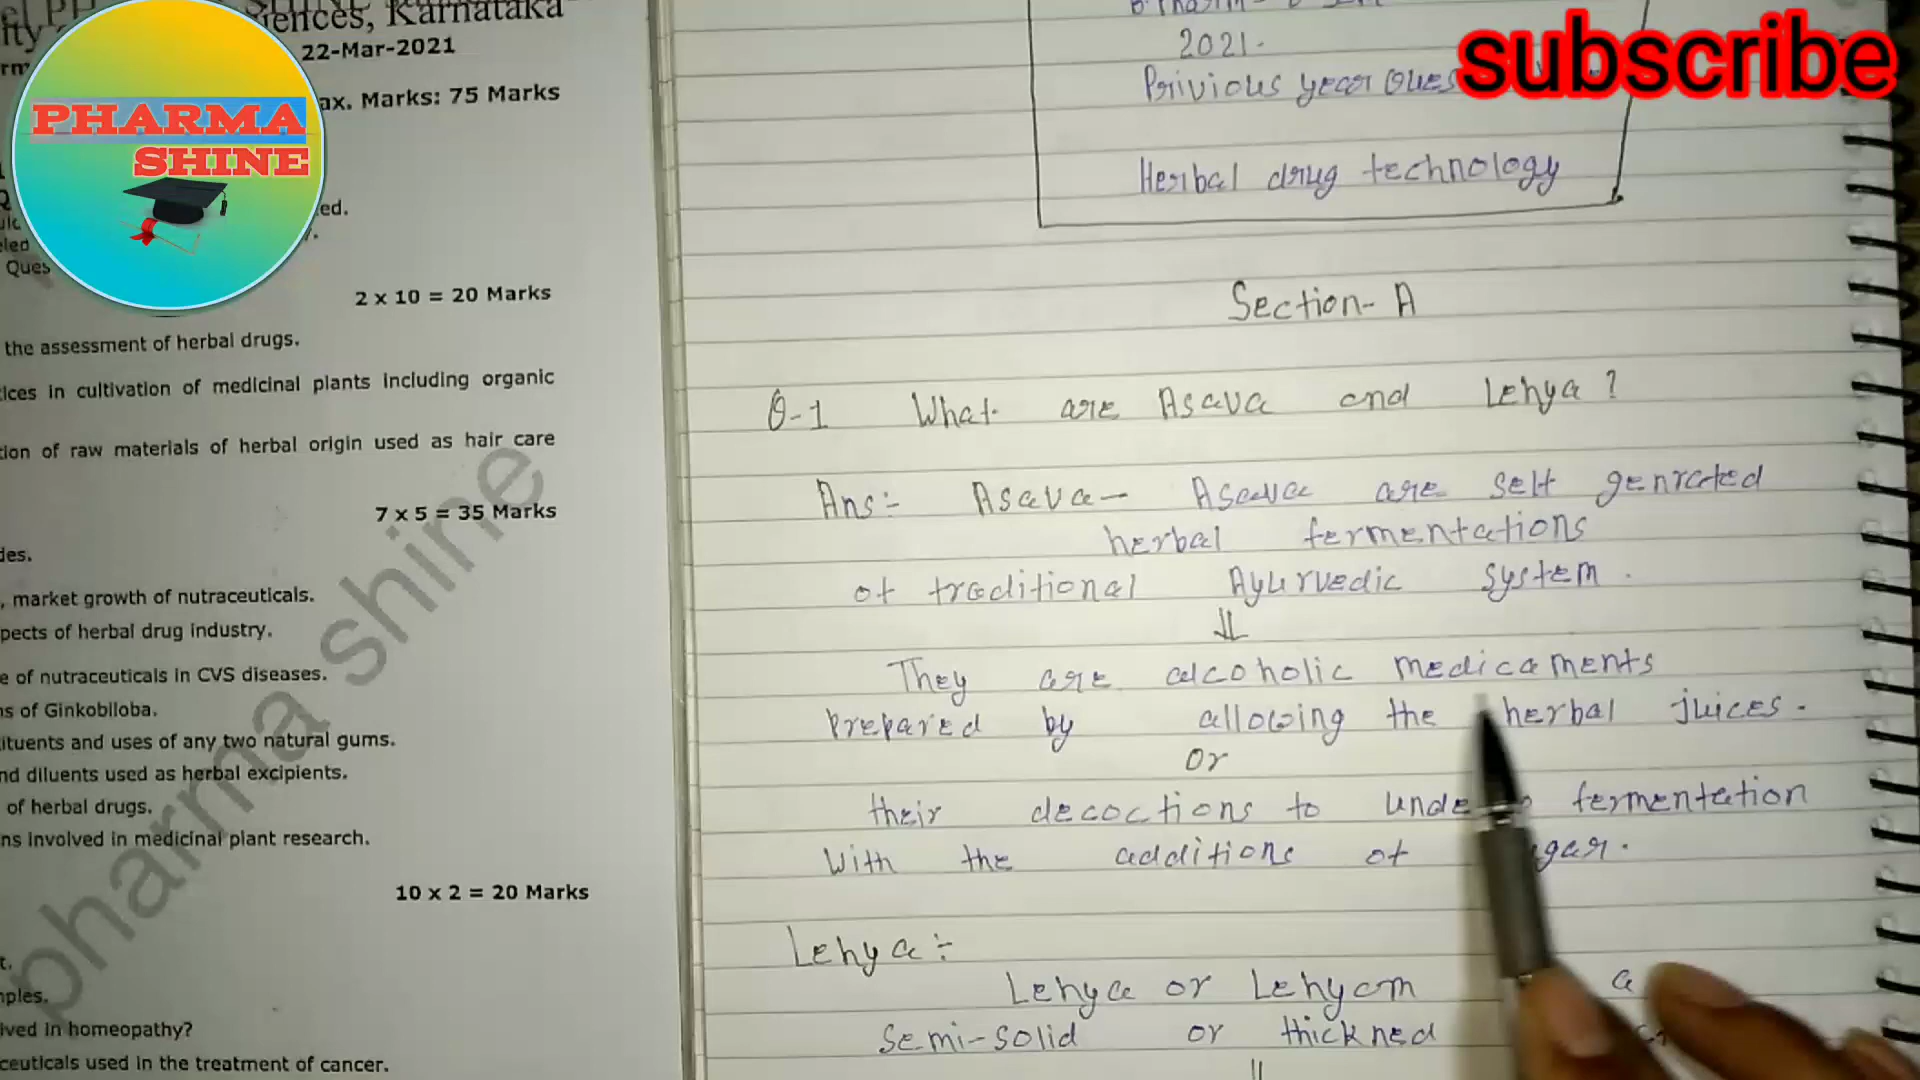 iences, Karnataka
22-Mar-2021
ax. Marks: 75 Marks
PHARMA
SHINE
ed.
Ques
2 x 10 = 20 Marks
the assessment of herbal drugs.
ices in cultivation of medicinal plants including organic
tion of raw materials of herbal origin used as hair care
7 x 5 = 35 Marks
des.
, market growth of nutraceuticals.
pects of herbal drug industry.
e of nutraceuticals in CVS diseases.
ns of Ginkobiloba.
ituents and uses of any two natural gums.
nd diluents used as herbal excipients.
of herbal drugs.
ns involved in medicinal plant research.
10 x 2 = 20 Marks
t.
mples.
ived in homeopathy?
ceuticals used in the treatment of cancer.
pharma shine
subscribe
2021.
Privious year Ques
Herbal drug technology
Section-A
Q-1 What are Asava and Lehya?
Ans:- Asava- Asava are self genrated
herbal fermentations
of traditional Ayurvedic system.
They are alcoholic medicaments
prepared by allowing the herbal juices.
or
their decoctions to unde fermentation
With the additions of gar.
Lehya:-
Lehya or Lehyam a
semi-solid or thickned